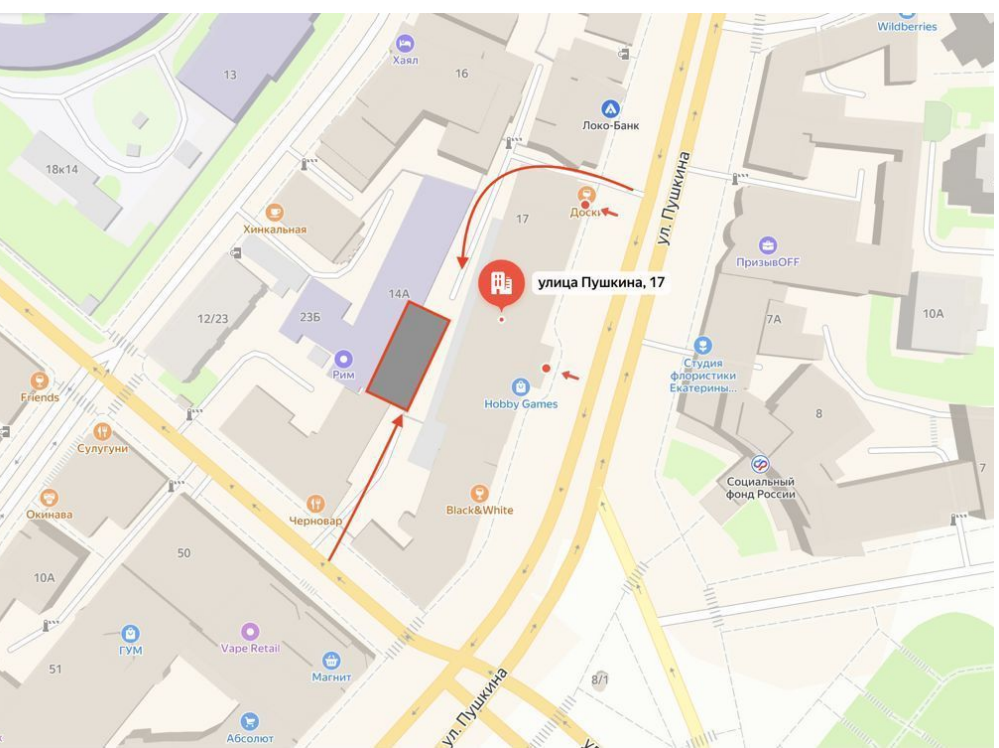 Wildberries
Хаял
13
16
Локо-Банк
18к14
ул. Пушкина
Хинкальная
17
Доски
ПризывOFF
улица Пушкина, 17
14А
12/23
23Б
7А
10А
Рим
Студия
флористики
Екатерины...
Friends
Hobby Games
8
Сулугуни
7
Социальный
фонд России
Окинава
Черновар
Black&White
50
10А
ГУМ
Vape Retail
Магнит
51
8/1
ул. Пушкина
Абсолют